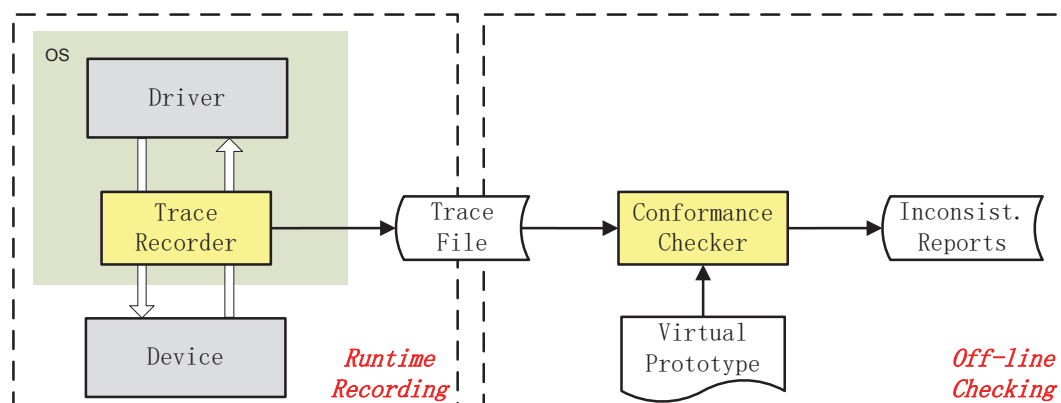 OS
Driver
Trace
Recorder
Device
Runtime
Recording
Trace
File
Conformance
Checker
Virtual
Prototype
Inconsist.
Reports
Off-line
Checking